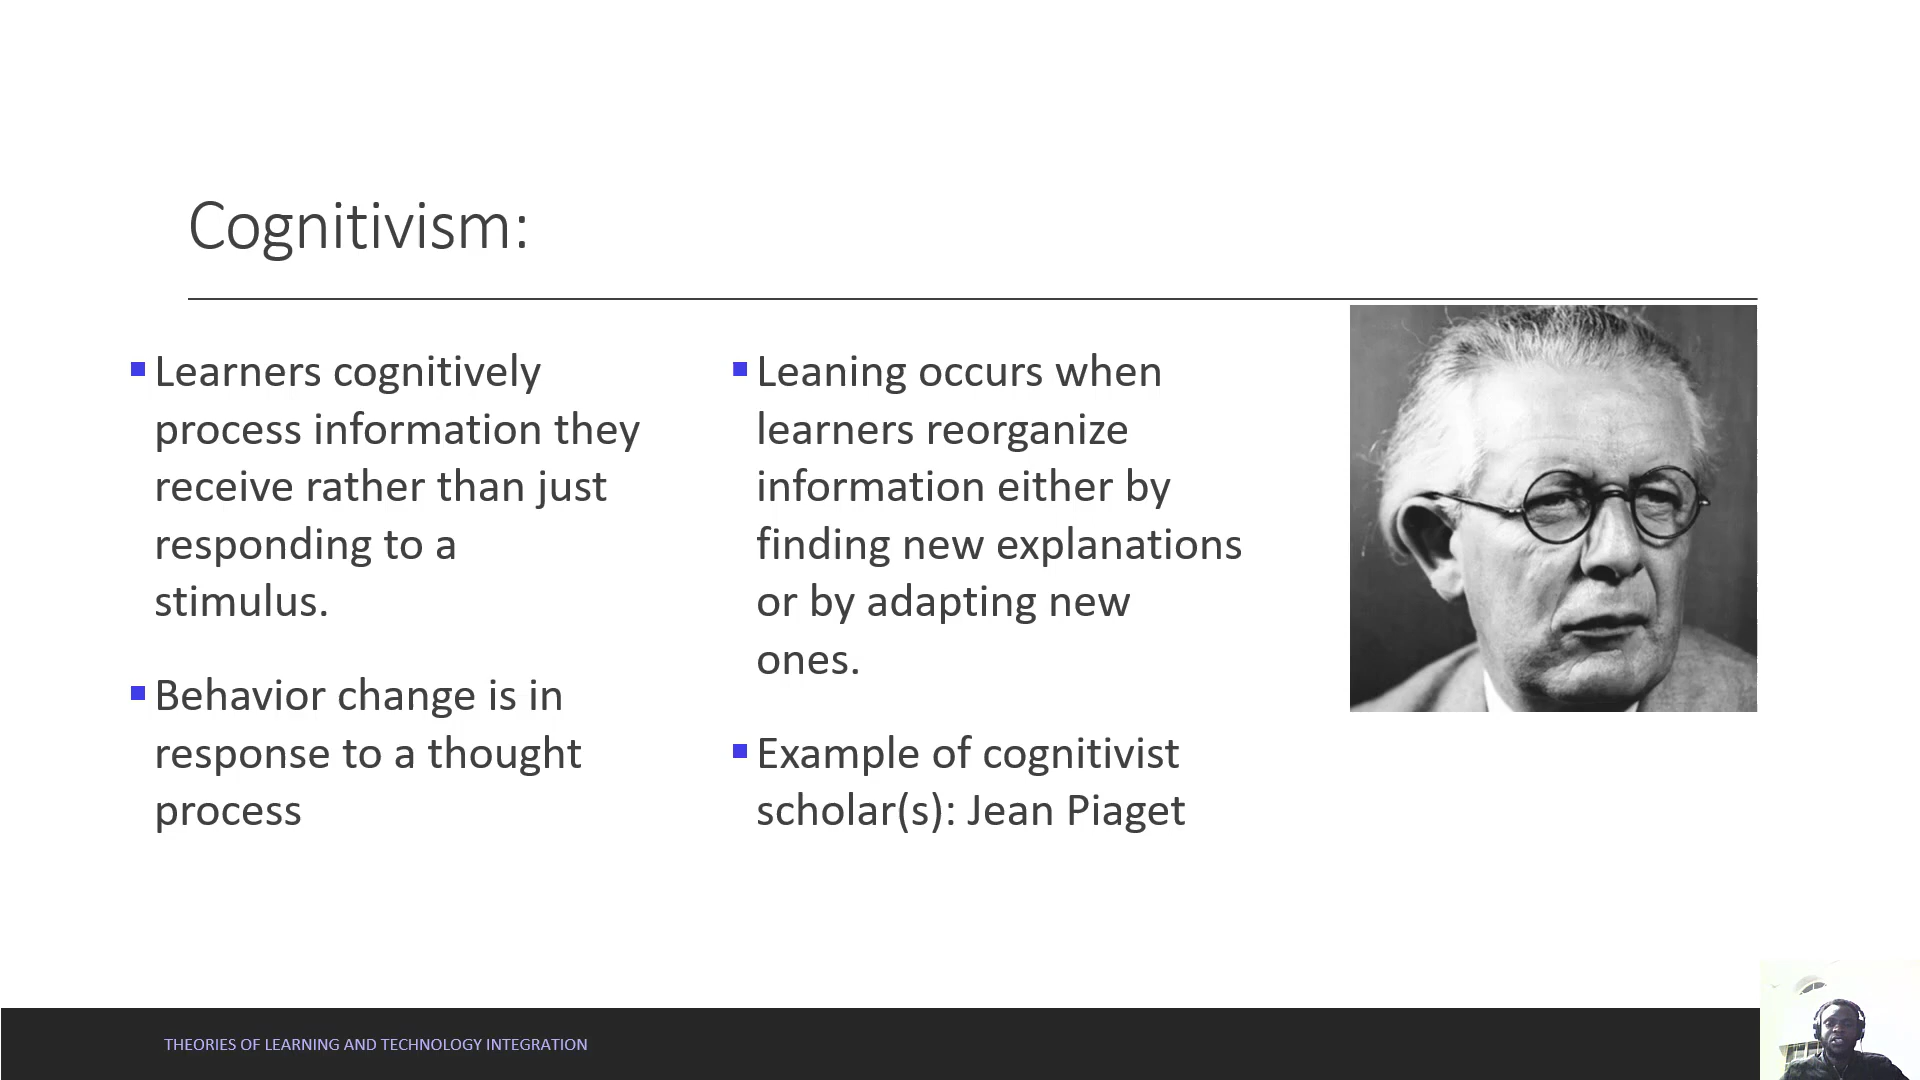 Cognitivism:
Learners cognitively
process information they
receive rather than just
responding to a
stimulus.
Behavior change is in
response to a thought
process
Leaning occurs when
learners reorganize
information either by
finding new explanations
or by adapting new
ones.
Example of cognitivist
scholar(s): Jean Piaget
THEORIES OF LEARNING AND TECHNOLOGY INTEGRATION